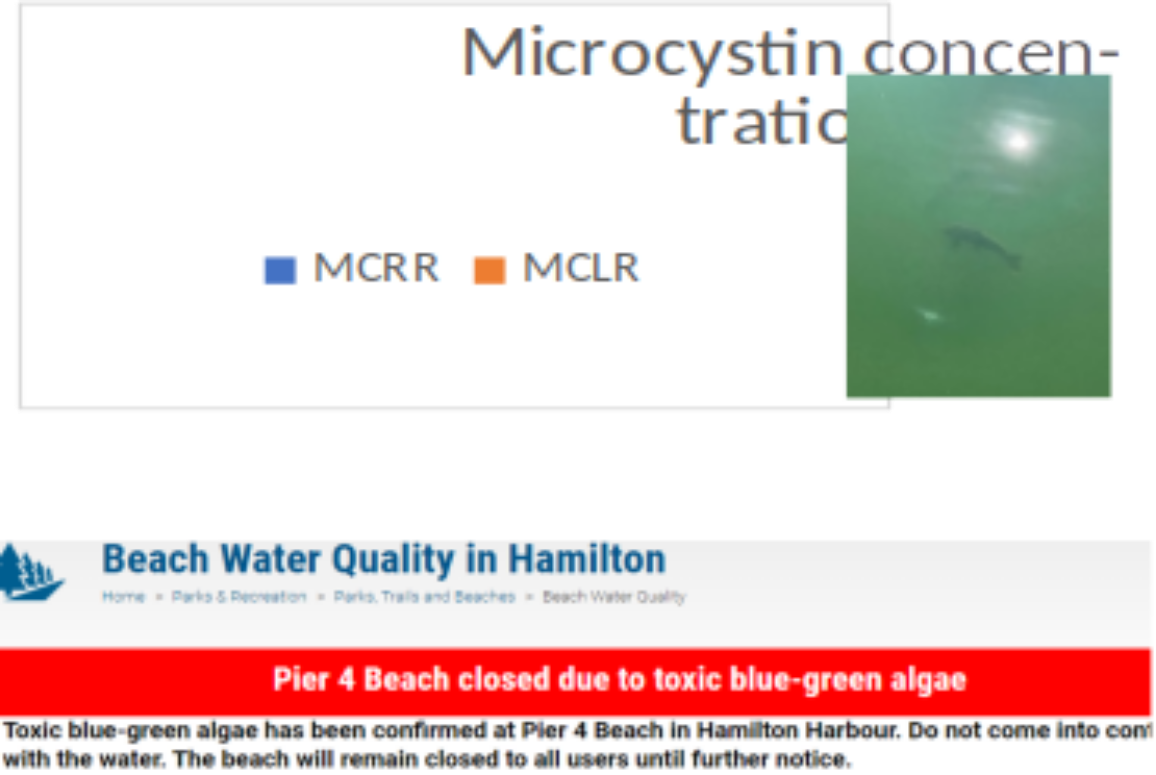 Microcystin concen-
tratio
MCRR MCLR
Beach Water Quality in Hamilton
Home » Parks & Recreation » Parks, Trails and Beaches » Beach Water Quality
Pier 4 Beach closed due to toxic blue-green algae
Toxic blue-green algae has been confirmed at Pier 4 Beach in Hamilton Harbour. Do not come into cont
with the water. The beach will remain closed to all users until further notice.